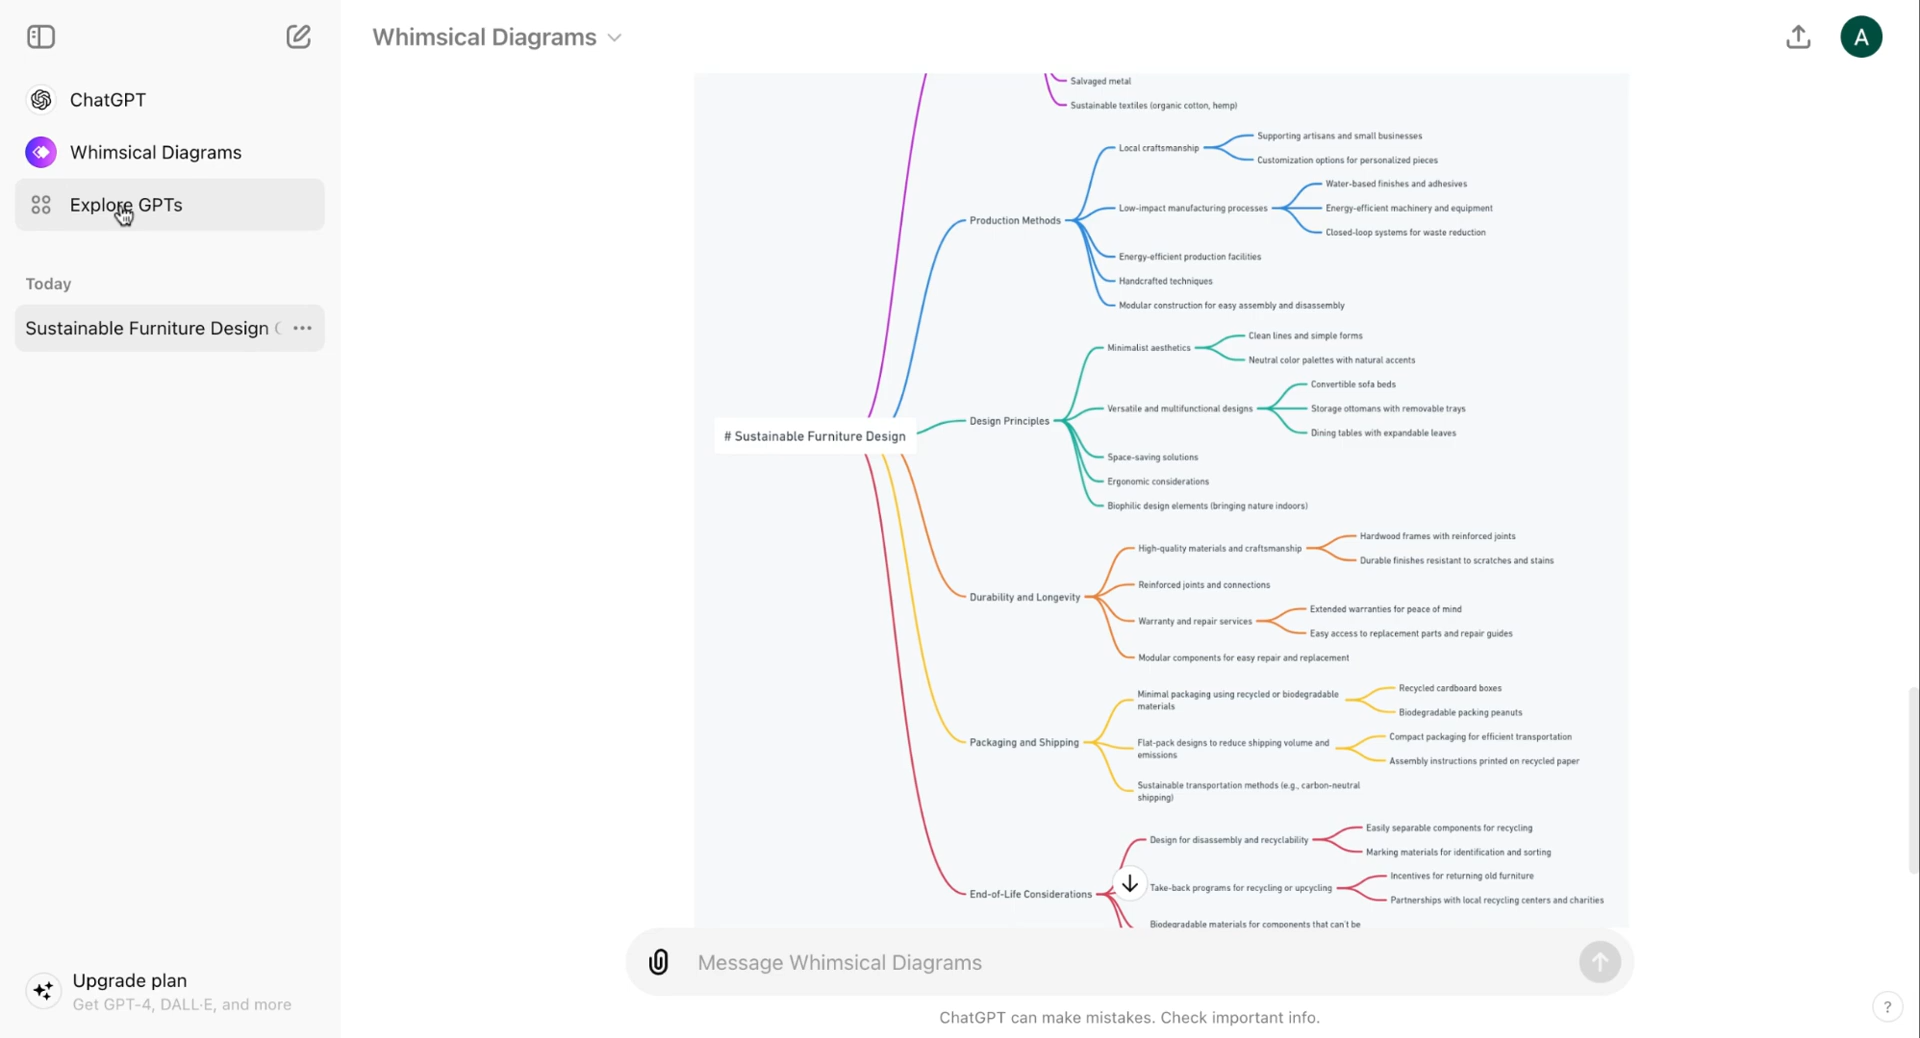 ChatGPT
Whimsical Diagrams
Explore GPTs
Today
Sustainable Furniture Design
Upgrade plan
Get GPT-4, DALL·E, and more
Whimsical Diagrams
A
Salvaged metal
Sustainable textiles (organic cotton, hemp)
# Sustainable Furniture Design
Production Methods
Local craftsmanship
Supporting artisans and small businesses
Customization options for personalized pieces
Low-impact manufacturing processes
Water-based finishes and adhesives
Energy-efficient machinery and equipment
Closed-loop systems for waste reduction
Energy-efficient production facilities
Handcrafted techniques
Modular construction for easy assembly and disassembly
Design Principles
Minimalist aesthetics
Clean lines and simple forms
Neutral color palettes with natural accents
Versatile and multifunctional designs
Convertible sofa beds
Storage ottomans with removable trays
Dining tables with expandable leaves
Space-saving solutions
Ergonomic considerations
Biophilic design elements (bringing nature indoors)
Durability and Longevity
High-quality materials and craftsmanship
Hardwood frames with reinforced joints
Durable finishes resistant to scratches and stains
Reinforced joints and connections
Warranty and repair services
Extended warranties for peace of mind
Easy access to replacement parts and repair guides
Modular components for easy repair and replacement
Packaging and Shipping
Minimal packaging using recycled or biodegradable
materials
Recycled cardboard boxes
Biodegradable packing peanuts
Flat-pack designs to reduce shipping volume and
emissions
Compact packaging for efficient transportation
Assembly instructions printed on recycled paper
Sustainable transportation methods (e.g., carbon-neutral
shipping)
End-of-Life Considerations
Design for disassembly and recyclability
Easily separable components for recycling
Marking materials for identification and sorting
Take-back programs for recycling or upcycling
Incentives for returning old furniture
Partnerships with local recycling centers and charities
Biodegradable materials for components that can't be
Message Whimsical Diagrams
ChatGPT can make mistakes. Check important info.
?